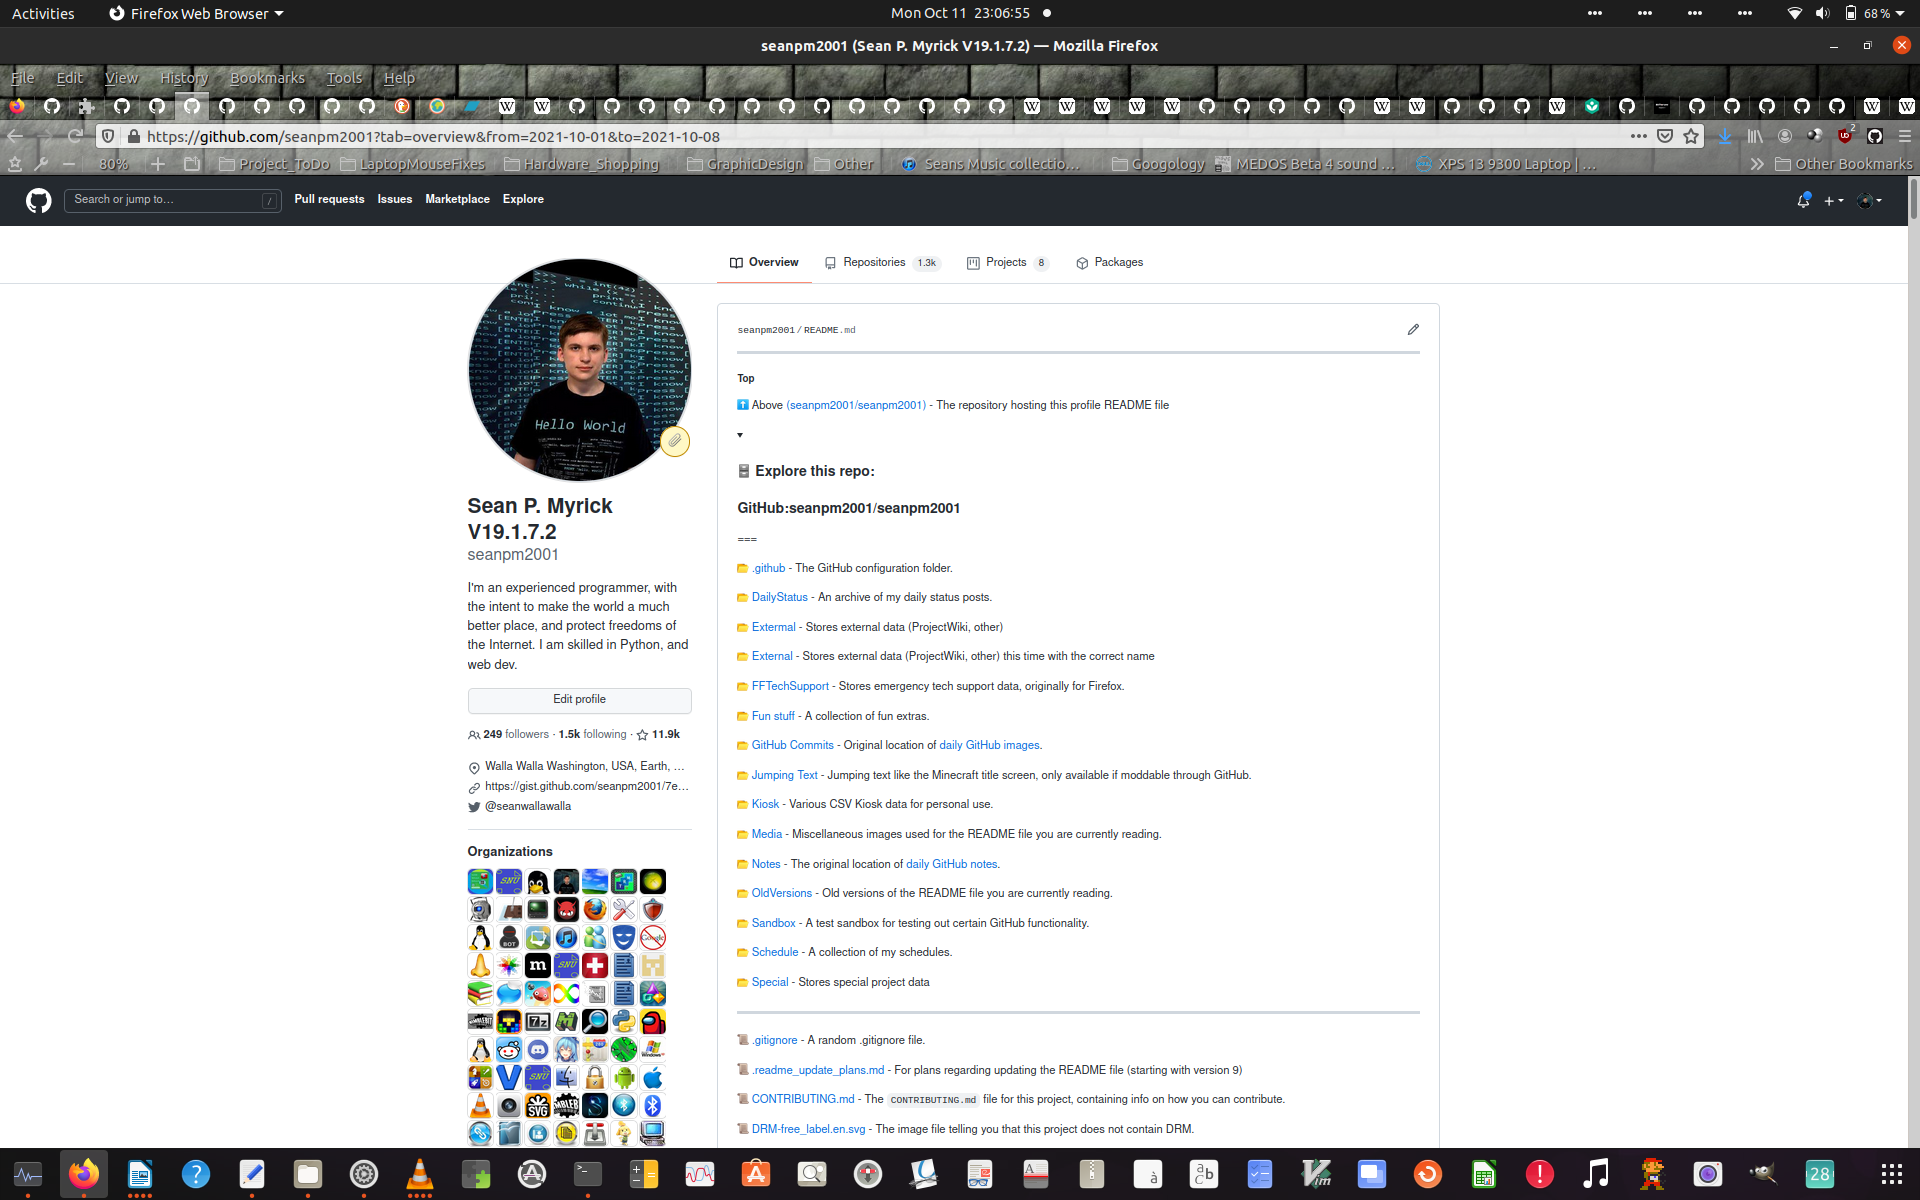 Activities
Firefox Web Browser
Mon Oct 11 23:06:55
68 %
seanpm2001 (Sean P. Myrick V19.1.7.2) — Mozilla Firefox
File Edit View History Bookmarks Tools Help
https://github.com/seanpm2001?tab=overview&from=2021-10-01&to=2021-10-08
80%
Project_ToDo
LaptopMouseFixes
Hardware_Shopping
GraphicDesign
Other
Seans Music collectio…
Googology
MEDOS Beta 4 sound …
XPS 13 9300 Laptop | …
Other Bookmarks
Search or jump to…
/
Pull requests
Issues
Marketplace
Explore
Overview
Repositories 1.3k
Projects 8
Packages
Hello World
Sean P. Myrick
V19.1.7.2
seanpm2001
I'm an experienced programmer, with
the intent to make the world a much
better place, and protect freedoms of
the Internet. I am skilled in Python, and
web dev.
Edit profile
249 followers · 1.5k following · 11.9k
Walla Walla Washington, USA, Earth, …
https://gist.github.com/seanpm2001/7e…
@seanwallawalla
Organizations
seanpm2001 / README.md
Top
Above (seanpm2001/seanpm2001) - The repository hosting this profile README file
Explore this repo:
GitHub:seanpm2001/seanpm2001
===
.github - The GitHub configuration folder.
DailyStatus - An archive of my daily status posts.
Extermal - Stores external data (ProjectWiki, other)
External - Stores external data (ProjectWiki, other) this time with the correct name
FFTechSupport - Stores emergency tech support data, originally for Firefox.
Fun stuff - A collection of fun extras.
GitHub Commits - Original location of daily GitHub images.
Jumping Text - Jumping text like the Minecraft title screen, only available if moddable through GitHub.
Kiosk - Various CSV Kiosk data for personal use.
Media - Miscellaneous images used for the README file you are currently reading.
Notes - The original location of daily GitHub notes.
OldVersions - Old versions of the README file you are currently reading.
Sandbox - A test sandbox for testing out certain GitHub functionality.
Schedule - A collection of my schedules.
Special - Stores special project data
.gitignore - A random .gitignore file.
.readme_update_plans.md - For plans regarding updating the README file (starting with version 9)
CONTRIBUTING.md - The CONTRIBUTING.md file for this project, containing info on how you can contribute.
DRM-free_label.en.svg - The image file telling you that this project does not contain DRM.
28